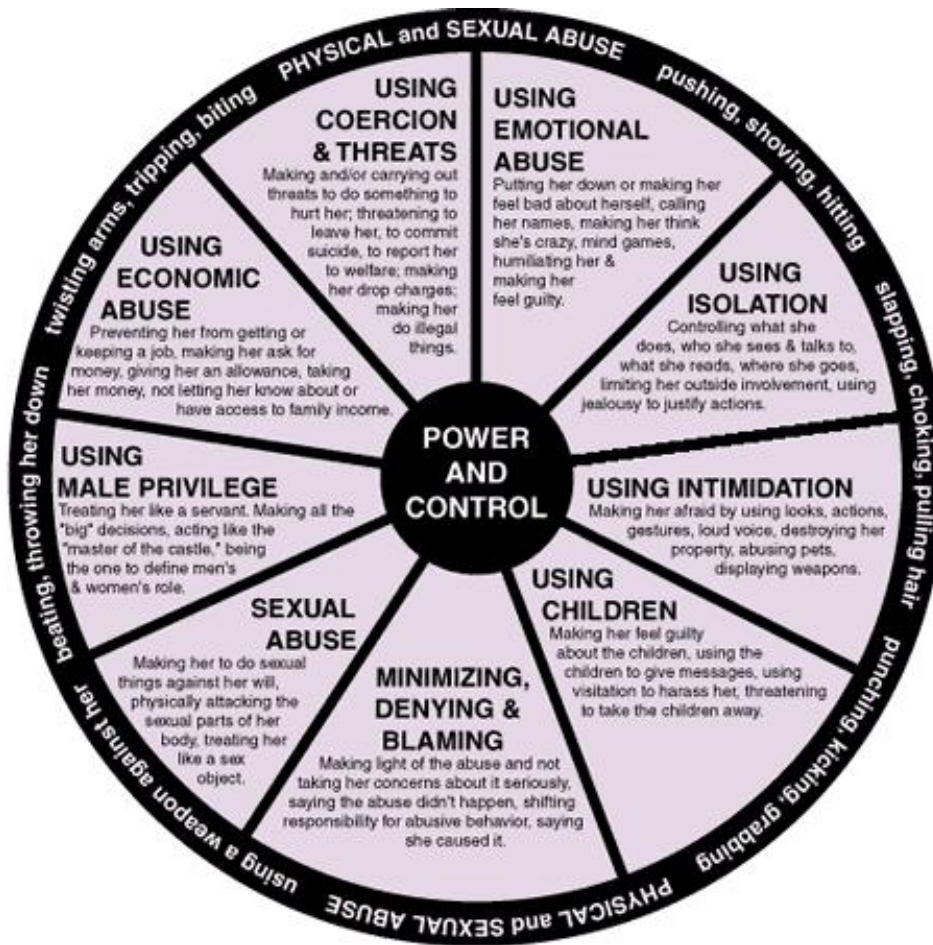 PHYSICAL and SEXUAL ABUSE
pushing, shoving, hitting
slapping, choking, pulling hair
punching, kicking, grabbing
PHYSICAL and SEXUAL ABUSE
using a weapon against her
beating, throwing her down
twisting arms, tripping, biting
USING
COERCION
& THREATS
Making and/or carrying out
threats to do something to
hurt her; threatening to
leave her, to commit
suicide, to report her
to welfare; making
her drop charges;
making her
do illegal
things.
USING
EMOTIONAL
ABUSE
Putting her down or making her
feel bad about herself, calling
her names, making her think
she's crazy, mind games,
humiliating her &
making her
feel guilty.
USING
ISOLATION
Controlling what she
does, who she sees & talks to,
what she reads, where she goes,
limiting her outside involvement, using
jealousy to justify actions.
USING INTIMIDATION
Making her afraid by using looks, actions,
gestures, loud voice, destroying her
property, abusing pets,
displaying weapons.
USING
CHILDREN
Making her feel guilty
about the children, using the
children to give messages, using
visitation to harass her, threatening
to take the children away.
MINIMIZING,
DENYING &
BLAMING
Making light of the abuse and not
taking her concerns about it seriously,
saying the abuse didn't happen, shifting
responsibility for abusive behavior, saying
she caused it.
SEXUAL
ABUSE
Making her to do sexual
things against her will,
physically attacking the
sexual parts of her
body, treating her
like a sex
object.
USING
MALE PRIVILEGE
Treating her like a servant. Making all the
"big" decisions, acting like the
"master of the castle," being
the one to define men's
& women's role.
USING
ECONOMIC
ABUSE
Preventing her from getting or
keeping a job, making her ask for
money, giving her an allowance, taking
her money, not letting her know about or
have access to family income.
POWER
AND
CONTROL